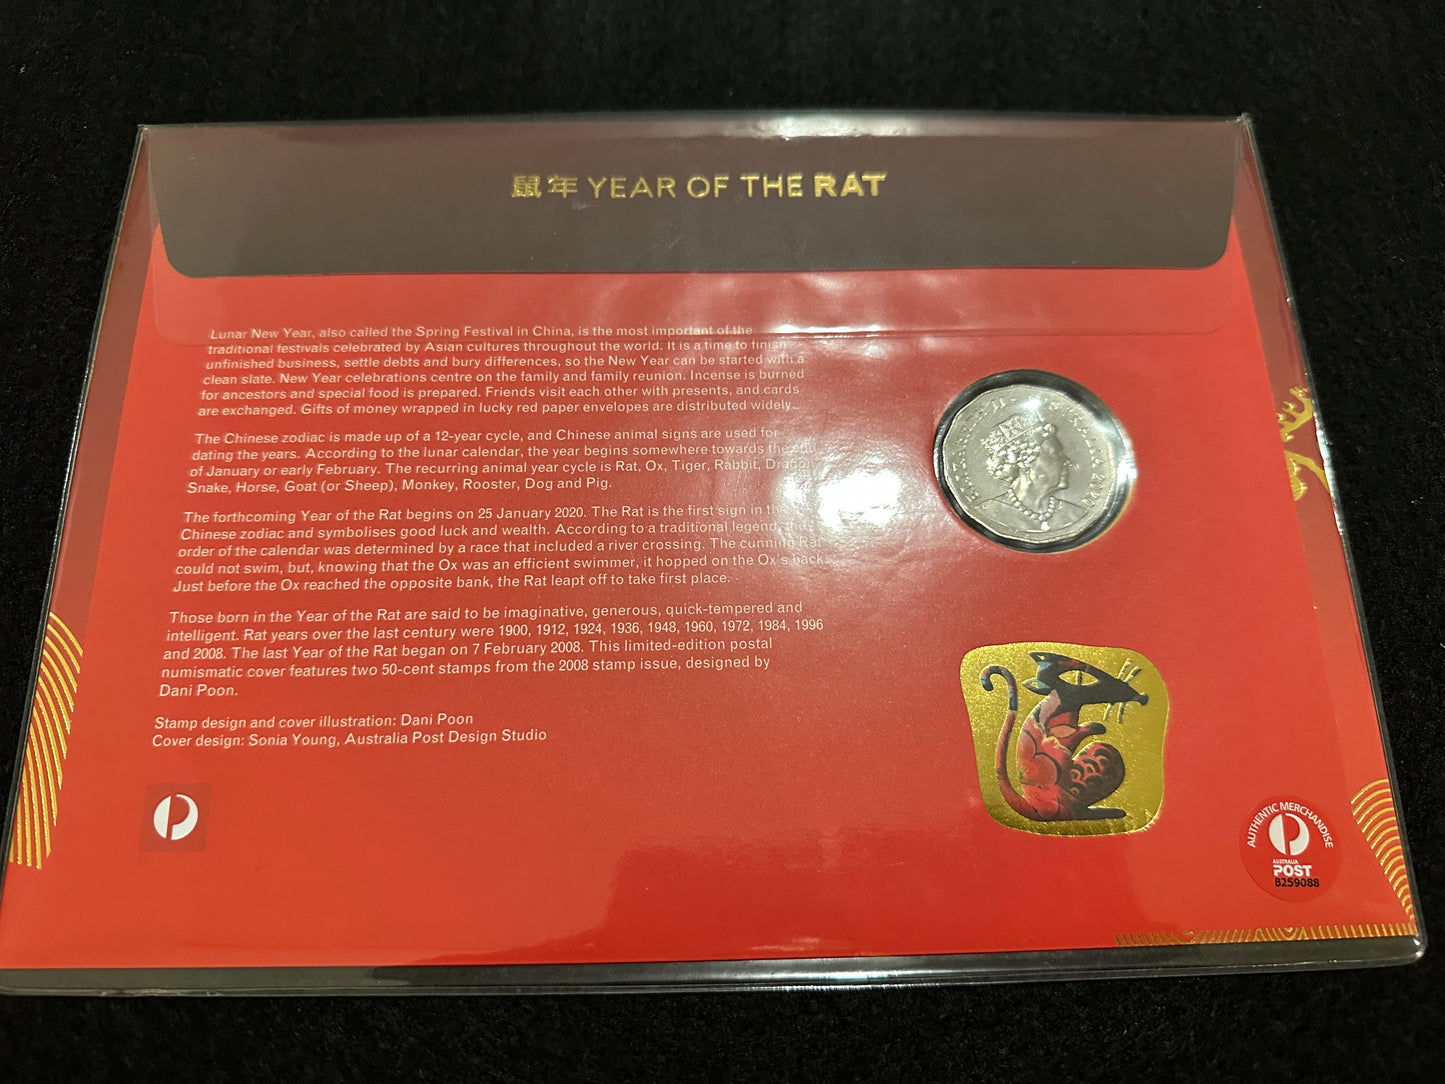 鼠年 YEAR OF THE RAT
Lunar New Year, also called the Spring Festival in China, is the most important of the
traditional festivals celebrated by Asian cultures throughout the world. It is a time to finish
unfinished business, settle debts and bury differences, so the New Year can be started with a
clean slate. New Year celebrations centre on the family and family reunion. Incense is burned
for ancestors and special food is prepared. Friends visit each other with presents, and cards
are exchanged. Gifts of money wrapped in lucky red paper envelopes are distributed widely.
The Chinese zodiac is made up of a 12-year cycle, and Chinese animal signs are used for
dating the years. According to the lunar calendar, the year begins somewhere towards the end
of January or early February. The recurring animal year cycle is Rat, Ox, Tiger, Rabbit, Dragon,
Snake, Horse, Goat (or Sheep), Monkey, Rooster, Dog and Pig.
The forthcoming Year of the Rat begins on 25 January 2020. The Rat is the first sign in the
Chinese zodiac and symbolises good luck and wealth. According to a traditional legend, the
order of the calendar was determined by a race that included a river crossing. The cunning Rat
could not swim, but, knowing that the Ox was an efficient swimmer, it hopped on the Ox's back.
Just before the Ox reached the opposite bank, the Rat leapt off to take first place.
Those born in the Year of the Rat are said to be imaginative, generous, quick-tempered and
intelligent. Rat years over the last century were 1900, 1912, 1924, 1936, 1948, 1960, 1972, 1984, 1996
and 2008. The last Year of the Rat began on 7 February 2008. This limited-edition postal
numismatic cover features two 50-cent stamps from the 2008 stamp issue, designed by
Dani Poon.
Stamp design and cover illustration: Dani Poon
Cover design: Sonia Young, Australia Post Design Studio
ELIZABETH II AUSTRALIA 2020
AUTHENTIC MERCHANDISE
AUSTRALIA
POST
8259088